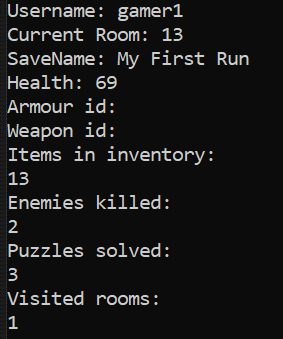 Username: gamer1
Current Room: 13
SaveName: My First Run
Health: 69
Armour id:
Weapon id:
Items in inventory:
13
Enemies killed:
2
Puzzles solved:
3
Visited rooms:
1